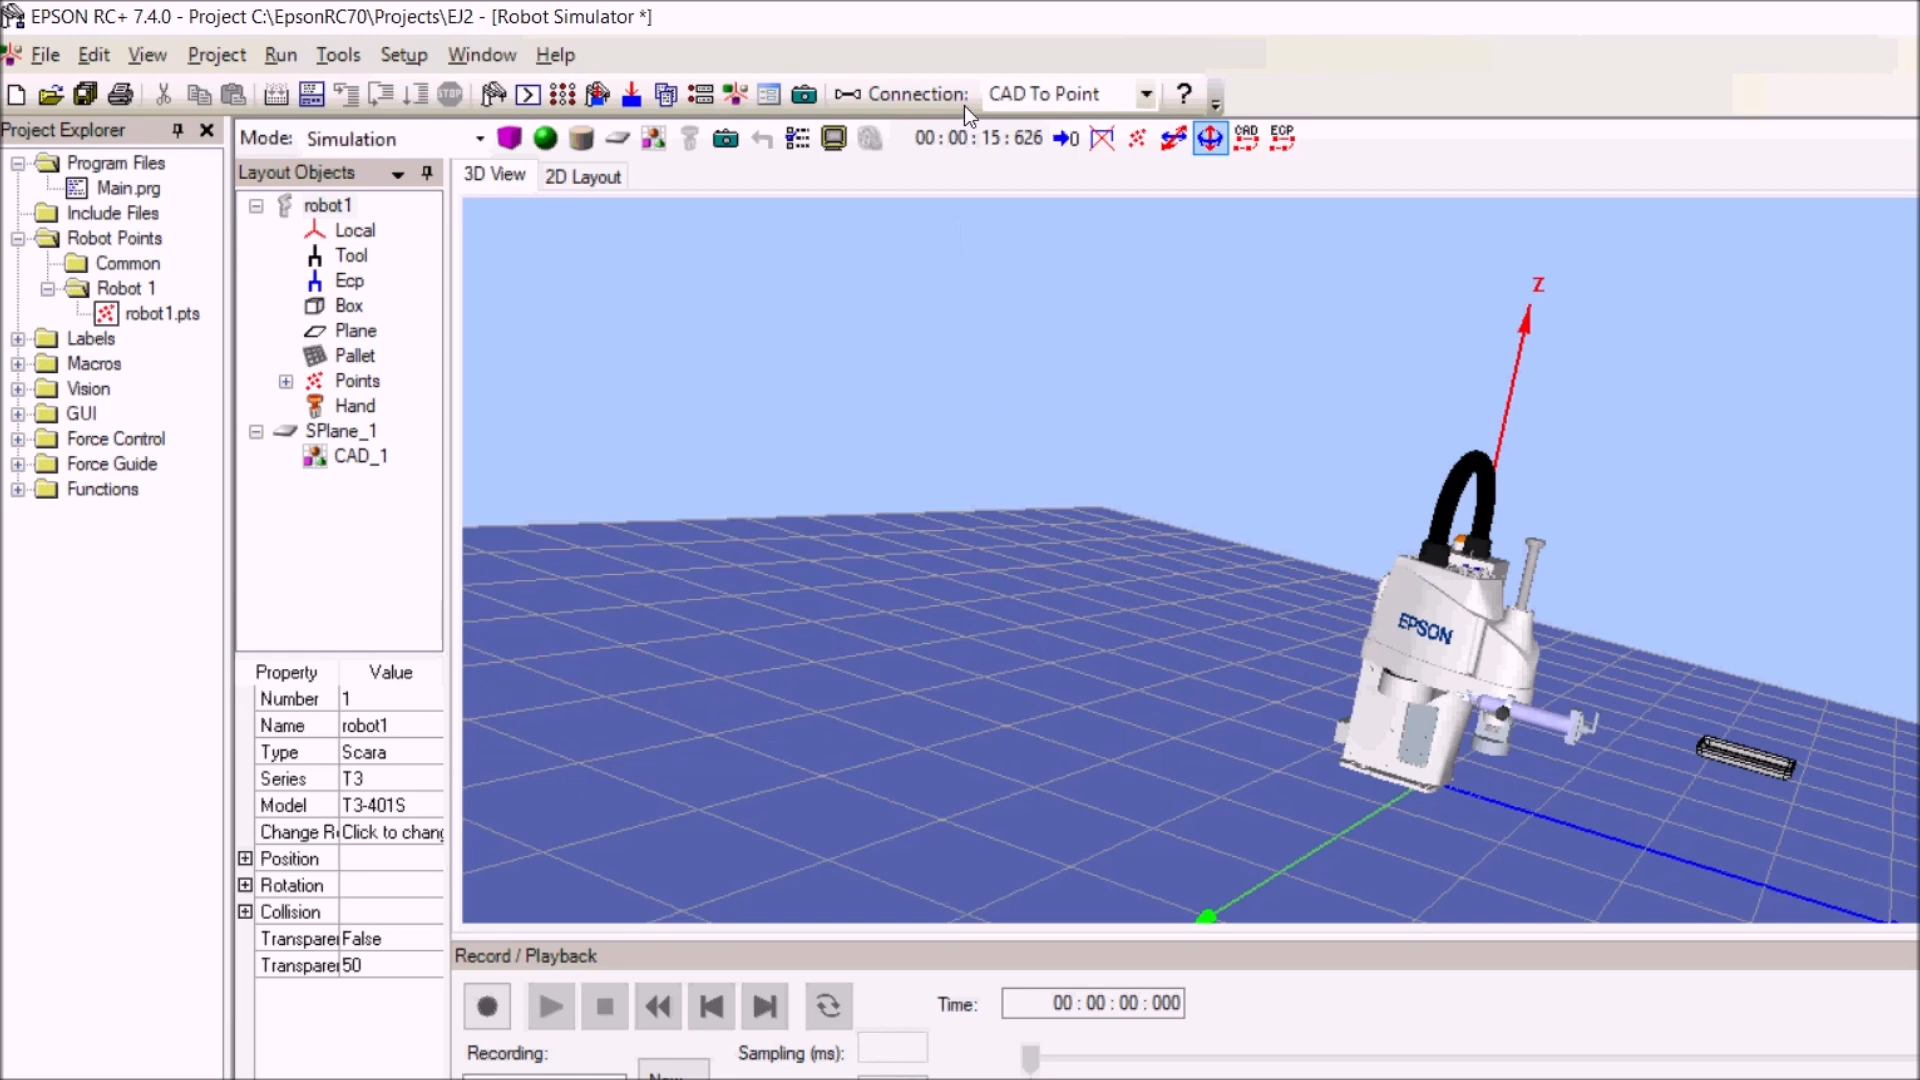 EPSON RC+ 7.4.0 - Project C:\EpsonRC70\Projects\EJ2 - [Robot Simulator *]
File Edit View Project Run Tools Setup Window Help
STOP Connection: CAD To Point ?
Project Explorer
Program Files
Main.prg
Include Files
Robot Points
Common
Robot 1
robot1.pts
Labels
Macros
Vision
GUI
Force Control
Force Guide
Functions
Mode: Simulation 00 : 00 : 15 : 626 CAD ECP
Layout Objects
robot1
Local
Tool
Ecp
Box
Plane
Pallet
Points
Hand
SPlane_1
CAD_1
Property Value
Number 1
Name robot1
Type Scara
Series T3
Model T3-401S
Change R Click to chang
Position
Rotation
Collision
Transparen False
Transparen 50
3D View 2D Layout
Z
EPSON
Record / Playback
Time: 00 : 00 : 00 : 000
Recording: Sampling (ms):